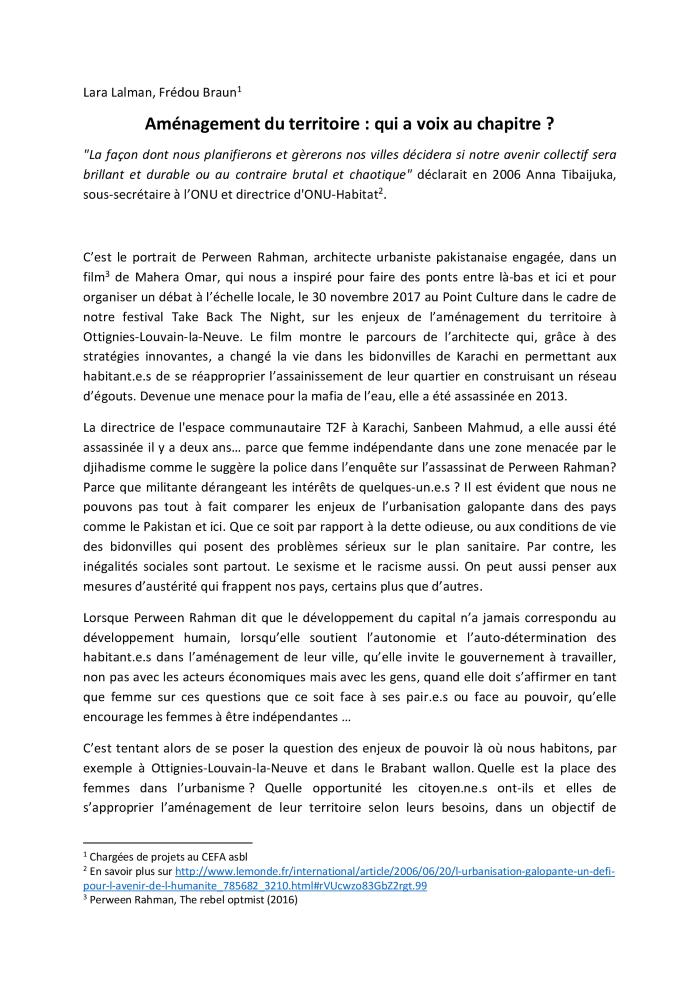 Lara Lalman, Frédou Braun1
Aménagement du territoire : qui a voix au chapitre ?
"La façon dont nous planifierons et gèrerons nos villes décidera si notre avenir collectif sera
brillant et durable ou au contraire brutal et chaotique" déclarait en 2006 Anna Tibaijuka,
sous-secrétaire à l’ONU et directrice d'ONU-Habitat2.
C’est le portrait de Perween Rahman, architecte urbaniste pakistanaise engagée, dans un
film3 de Mahera Omar, qui nous a inspiré pour faire des ponts entre là-bas et ici et pour
organiser un débat à l’échelle locale, le 30 novembre 2017 au Point Culture dans le cadre de
notre festival Take Back The Night, sur les enjeux de l’aménagement du territoire à
Ottignies-Louvain-la-Neuve. Le film montre le parcours de l’architecte qui, grâce à des
stratégies innovantes, a changé la vie dans les bidonvilles de Karachi en permettant aux
habitant.e.s de se réapproprier l’assainissement de leur quartier en construisant un réseau
d’égouts. Devenue une menace pour la mafia de l’eau, elle a été assassinée en 2013.
La directrice de l'espace communautaire T2F à Karachi, Sanbeen Mahmud, a elle aussi été
assassinée il y a deux ans… parce que femme indépendante dans une zone menacée par le
djihadisme comme le suggère la police dans l’enquête sur l’assassinat de Perween Rahman?
Parce que militante dérangeant les intérêts de quelques-un.e.s ? Il est évident que nous ne
pouvons pas tout à fait comparer les enjeux de l’urbanisation galopante dans des pays
comme le Pakistan et ici. Que ce soit par rapport à la dette odieuse, ou aux conditions de vie
des bidonvilles qui posent des problèmes sérieux sur le plan sanitaire. Par contre, les
inégalités sociales sont partout. Le sexisme et le racisme aussi. On peut aussi penser aux
mesures d’austérité qui frappent nos pays, certains plus que d’autres.
Lorsque Perween Rahman dit que le développement du capital n’a jamais correspondu au
développement humain, lorsqu’elle soutient l’autonomie et l’auto-détermination des
habitant.e.s dans l’aménagement de leur ville, qu’elle invite le gouvernement à travailler,
non pas avec les acteurs économiques mais avec les gens, quand elle doit s’affirmer en tant
que femme sur ces questions que ce soit face à ses pair.e.s ou face au pouvoir, qu’elle
encourage les femmes à être indépendantes …
C’est tentant alors de se poser la question des enjeux de pouvoir là où nous habitons, par
exemple à Ottignies-Louvain-la-Neuve et dans le Brabant wallon. Quelle est la place des
femmes dans l’urbanisme ? Quelle opportunité les citoyen.ne.s ont-ils et elles de
s’approprier l’aménagement de leur territoire selon leurs besoins, dans un objectif de
1 Chargées de projets au CEFA asbl
2 En savoir plus sur http://www.lemonde.fr/international/article/2006/06/20/l-urbanisation-galopante-un-defi-
pour-l-avenir-de-l-humanite_785682_3210.html#rVUcwzo83GbZ2rgt.99
3 Perween Rahman, The rebel optmist (2016)